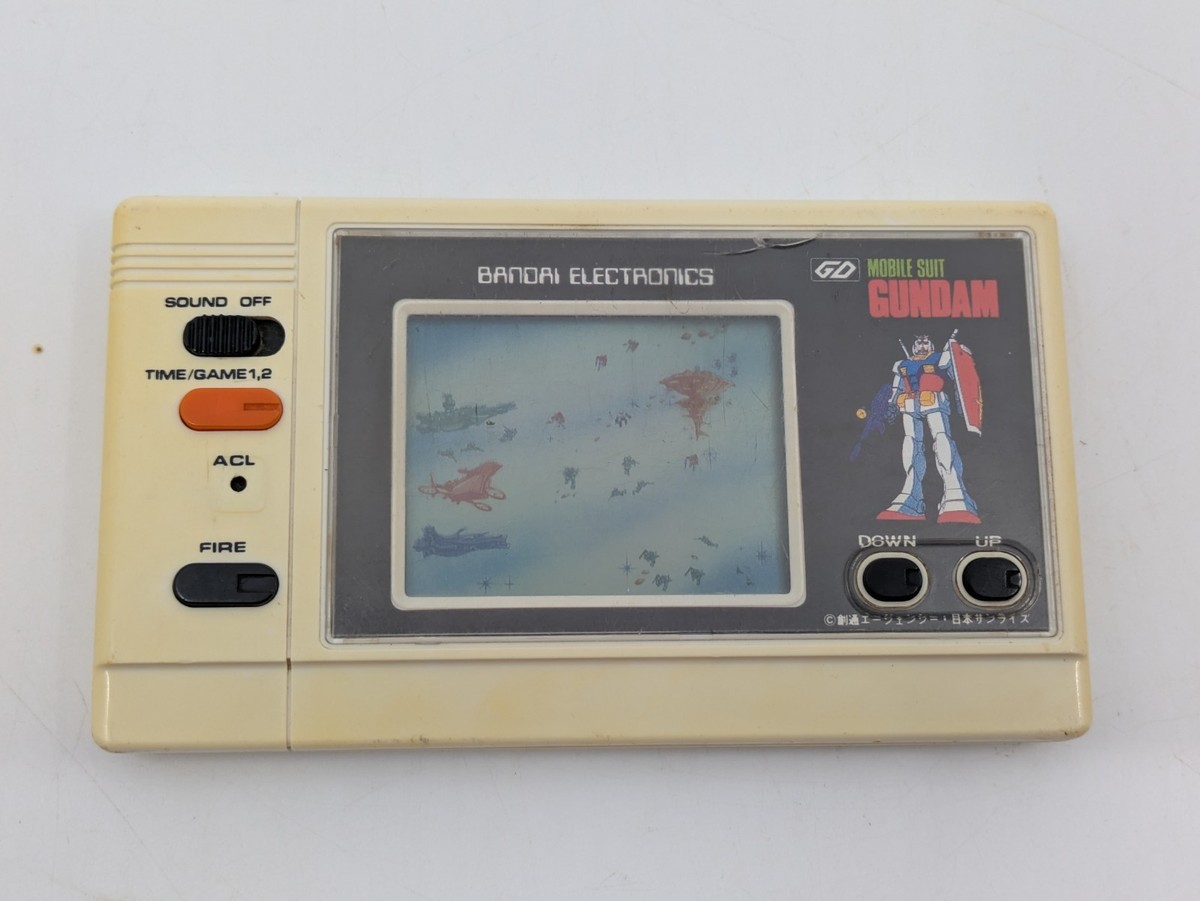 BANDAI ELECTRONICS
GD MOBILE SUIT
GUNDAM
SOUND OFF
TIME/GAME1,2
ACL
FIRE
DOWN UP
©創通エージェンシー・日本サンライズ